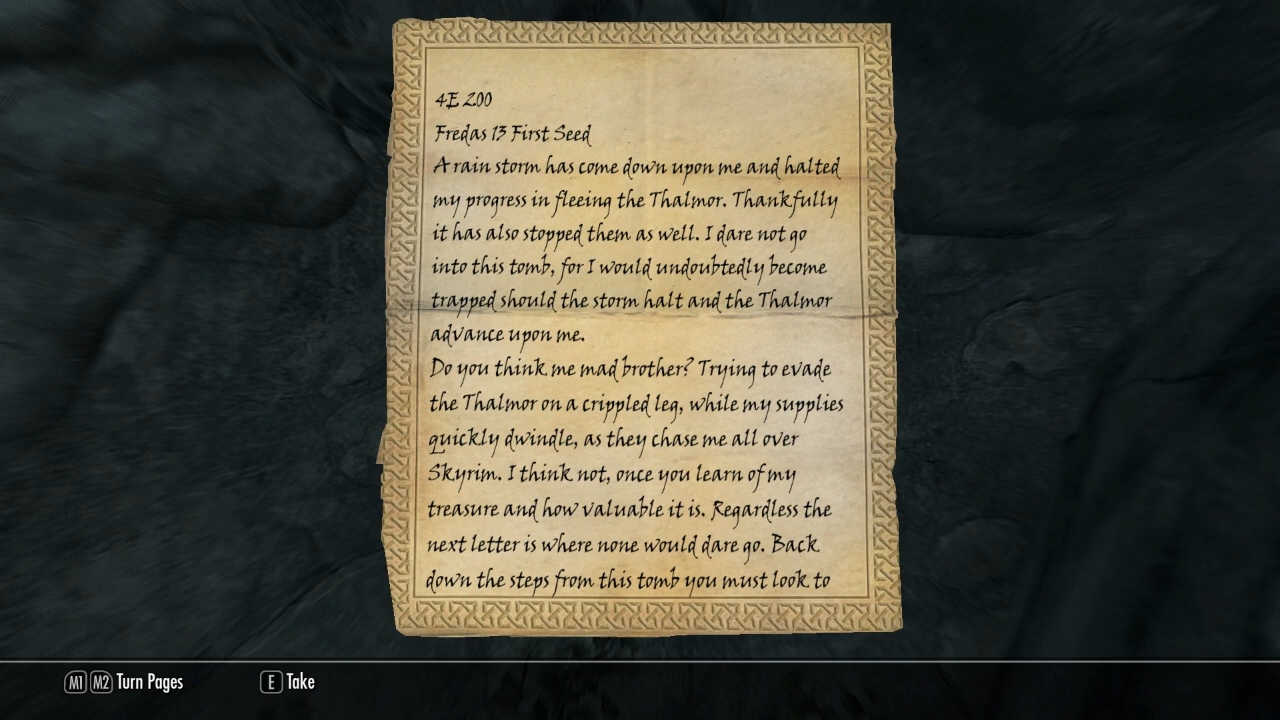 4E 200
Fredas 13 First Seed
A rain storm has come down upon me and halted
my progress in fleeing the Thalmor. Thankfully
it has also stopped them as well. I dare not go
into this tomb, for I would undoubtedly become
trapped should the storm halt and the Thalmor
advance upon me.
Do you think me mad brother? Trying to evade
the Thalmor on a crippled leg, while my supplies
quickly dwindle, as they chase me all over
Skyrim. I think not, once you learn of my
treasure and how valuable it is. Regardless the
next letter is where none would dare go. Back
down the steps from this tomb you must look to
M1 M2 Turn Pages
E Take